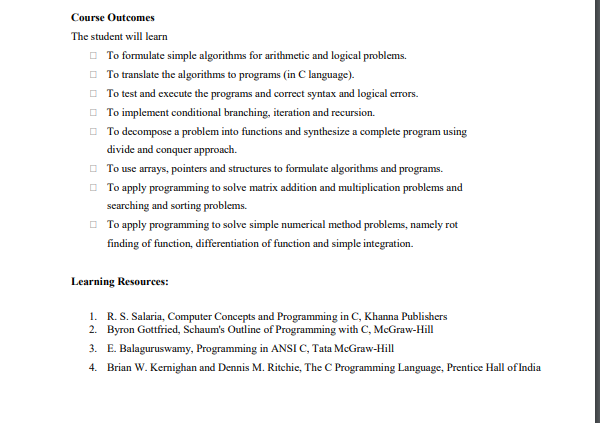 Course Outcomes
The student will learn
□ To formulate simple algorithms for arithmetic and logical problems.
□ To translate the algorithms to programs (in C language).
□ To test and execute the programs and correct syntax and logical errors.
□ To implement conditional branching, iteration and recursion.
□ To decompose a problem into functions and synthesize a complete program using
divide and conquer approach.
□ To use arrays, pointers and structures to formulate algorithms and programs.
□ To apply programming to solve matrix addition and multiplication problems and
searching and sorting problems.
□ To apply programming to solve simple numerical method problems, namely rot
finding of function, differentiation of function and simple integration.
Learning Resources:
1. R. S. Salaria, Computer Concepts and Programming in C, Khanna Publishers
2. Byron Gottfried, Schaum's Outline of Programming with C, McGraw-Hill
3. E. Balaguruswamy, Programming in ANSI C, Tata McGraw-Hill
4. Brian W. Kernighan and Dennis M. Ritchie, The C Programming Language, Prentice Hall of India